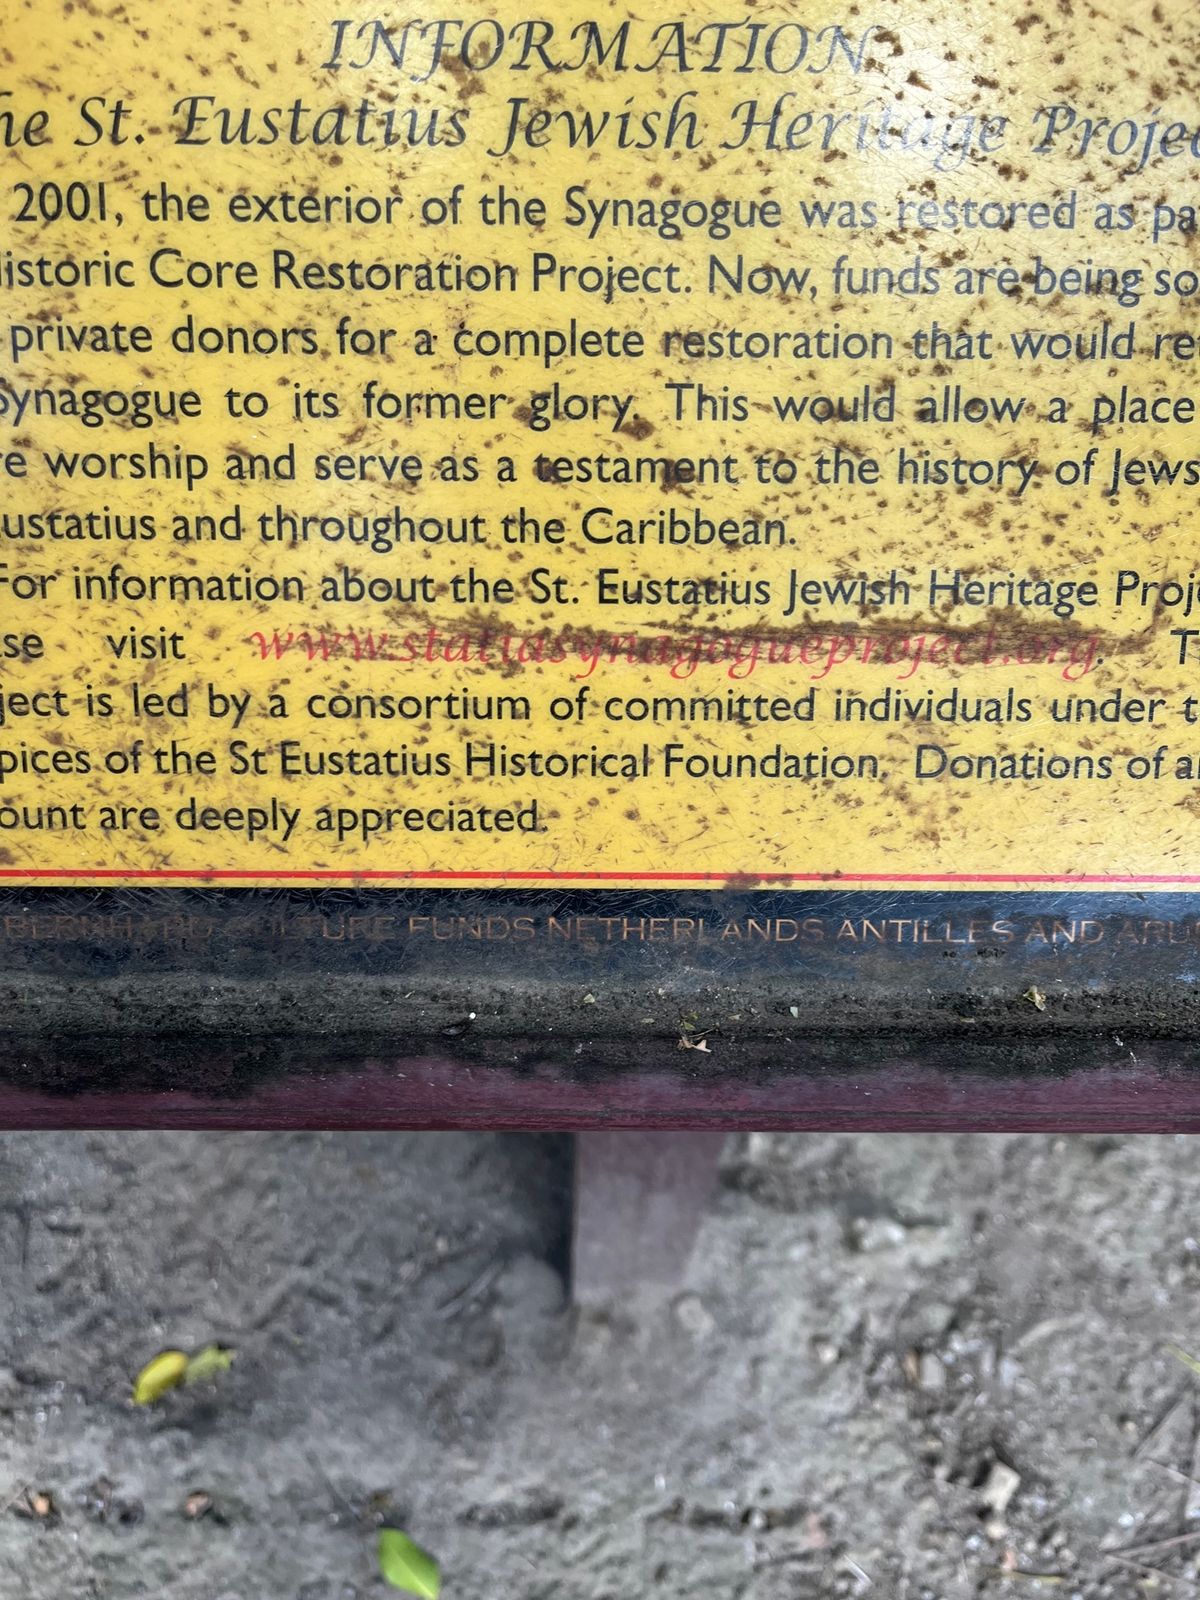 INFORMATION
he St. Eustatius Jewish Heritage Projec
2001, the exterior of the Synagogue was restored as pa
istoric Core Restoration Project. Now, funds are being so
private donors for a complete restoration that would re
Synagogue to its former glory. This would allow a place
e worship and serve as a testament to the history of Jews
ustatius and throughout the Caribbean.
For information about the St. Eustatius Jewish Heritage Proj
se visit www.statiasynagogueproject.org. T
ject is led by a consortium of committed individuals under t
pices of the St Eustatius Historical Foundation. Donations of a
ount are deeply appreciated.
BERNHARD CULTURE FUNDS NETHERLANDS ANTILLES AND ARU